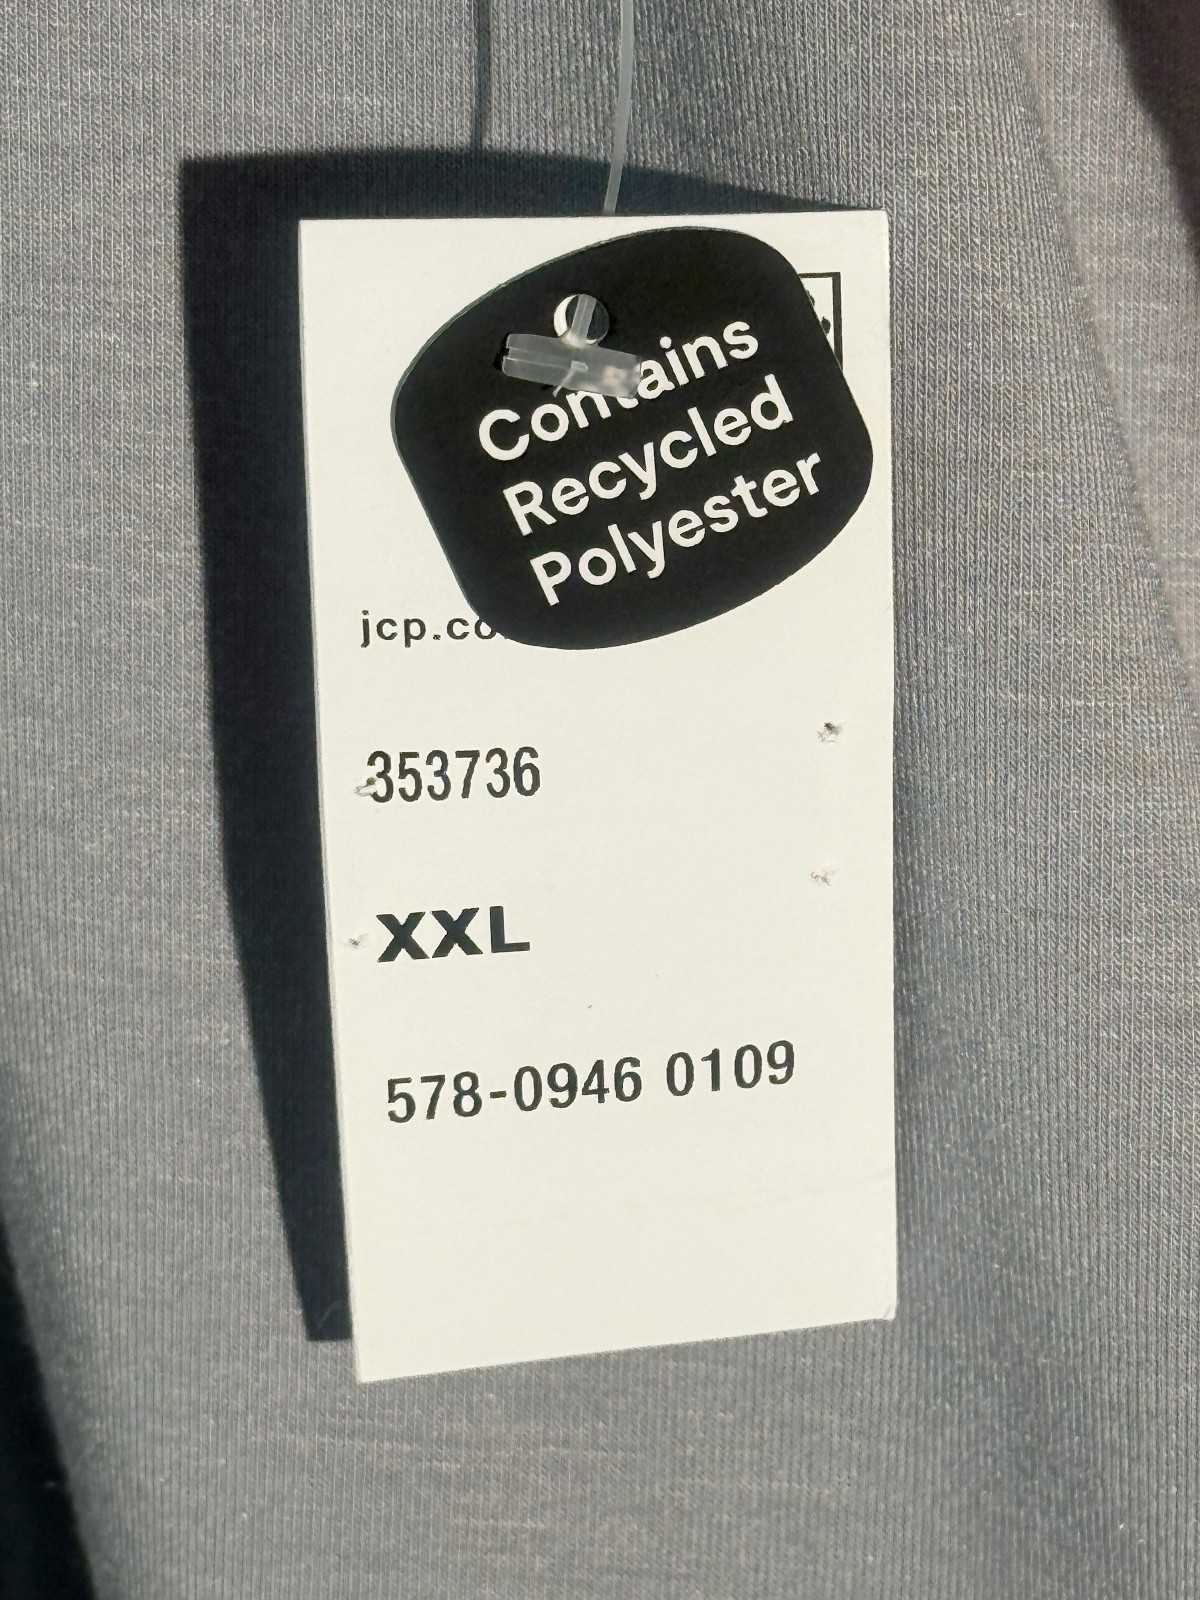 Contains
Recycled
Polyester
jcp.co
353736
XXL
578-0946 0109